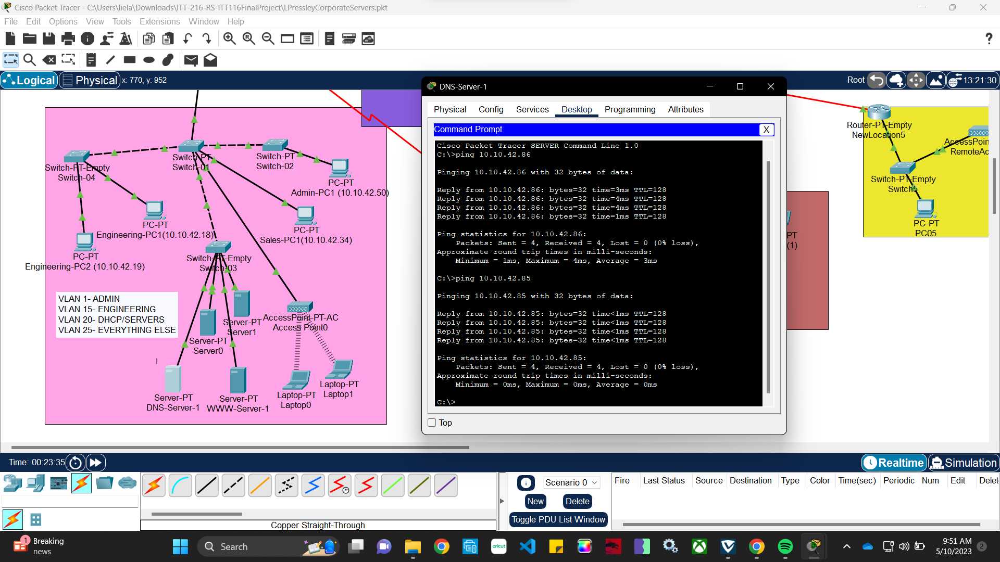 Cisco Packet Tracer - C:\Users\liela\Downloads\ITT-216-RS-ITT116FinalProject\LPressleyCorporateServers.pkt
File Edit Options View Tools Extensions Window Help
Logical Physical x: 770, y: 952
Root 13:21:30
Switch-PT-Empty
Switch-04
Switch-PT
Switch-01
Switch-PT
Switch-02
PC-PT
Admin-PC1 (10.10.42.50)
PC-PT
Engineering-PC1(10.10.42.18)
PC-PT
Sales-PC1(10.10.42.34)
PC-PT
Engineering-PC2 (10.10.42.19)
Switch-PT-Empty
Switch-03
VLAN 1- ADMIN
VLAN 15- ENGINEERING
VLAN 20- DHCP/SERVERS
VLAN 25- EVERYTHING ELSE
Server-PT
Server1
AccessPoint-PT-AC
Access Point0
Server-PT
Server0
Server-PT
DNS-Server-1
Server-PT
WWW-Server-1
Laptop-PT
Laptop0
Laptop-PT
Laptop1
DNS-Server-1
Physical Config Services Desktop Programming Attributes
Command Prompt X
Cisco Packet Tracer SERVER Command Line 1.0
C:\>ping 10.10.42.86
Pinging 10.10.42.86 with 32 bytes of data:
Reply from 10.10.42.86: bytes=32 time=3ms TTL=128
Reply from 10.10.42.86: bytes=32 time=4ms TTL=128
Reply from 10.10.42.86: bytes=32 time=4ms TTL=128
Reply from 10.10.42.86: bytes=32 time=1ms TTL=128
Ping statistics for 10.10.42.86:
Packets: Sent = 4, Received = 4, Lost = 0 (0% loss),
Approximate round trip times in milli-seconds:
Minimum = 1ms, Maximum = 4ms, Average = 3ms
C:\>ping 10.10.42.85
Pinging 10.10.42.85 with 32 bytes of data:
Reply from 10.10.42.85: bytes=32 time<1ms TTL=128
Reply from 10.10.42.85: bytes=32 time<1ms TTL=128
Reply from 10.10.42.85: bytes=32 time<1ms TTL=128
Reply from 10.10.42.85: bytes=32 time<1ms TTL=128
Ping statistics for 10.10.42.85:
Packets: Sent = 4, Received = 4, Lost = 0 (0% loss),
Approximate round trip times in milli-seconds:
Minimum = 0ms, Maximum = 0ms, Average = 0ms
C:\>
Top
Router-PT-Empty
NewLocation5
AccessPoin
RemoteAc
Switch-PT-Empty
Switch5
PC-PT
PC05
PT
(1)
Time: 00:23:35
Realtime Simulation
Scenario 0
New Delete
Toggle PDU List Window
Fire Last Status Source Destination Type Color Time(sec) Periodic Num Edit Delet
Copper Straight-Through
1 Breaking
news
Search
cricut
9:51 AM
5/10/2023
2